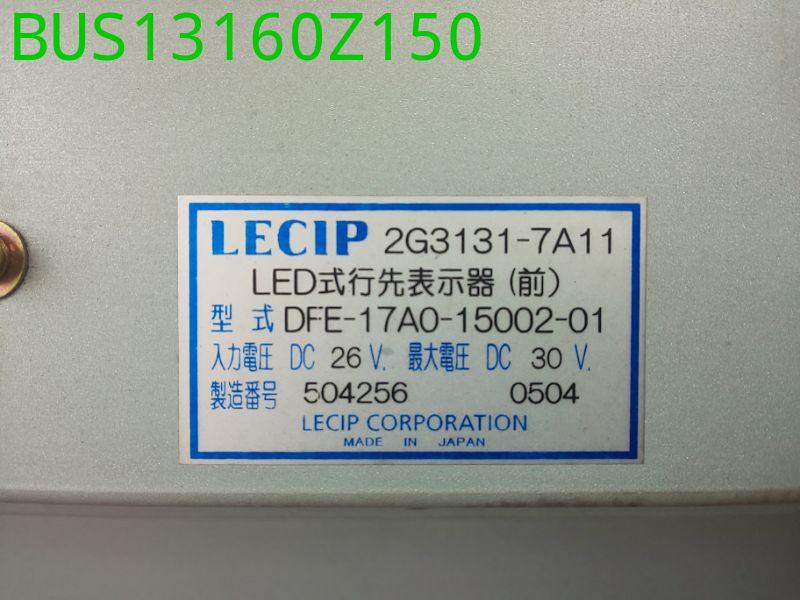 BUS13160Z150
LECIP 2G3131-7A11
LED式行先表示器(前)
型式 DFE-17A0-15002-01
入力電圧 DC 26 V. 最大電圧 DC 30 V.
製造番号 504256 0504
LECIP CORPORATION
MADE IN JAPAN